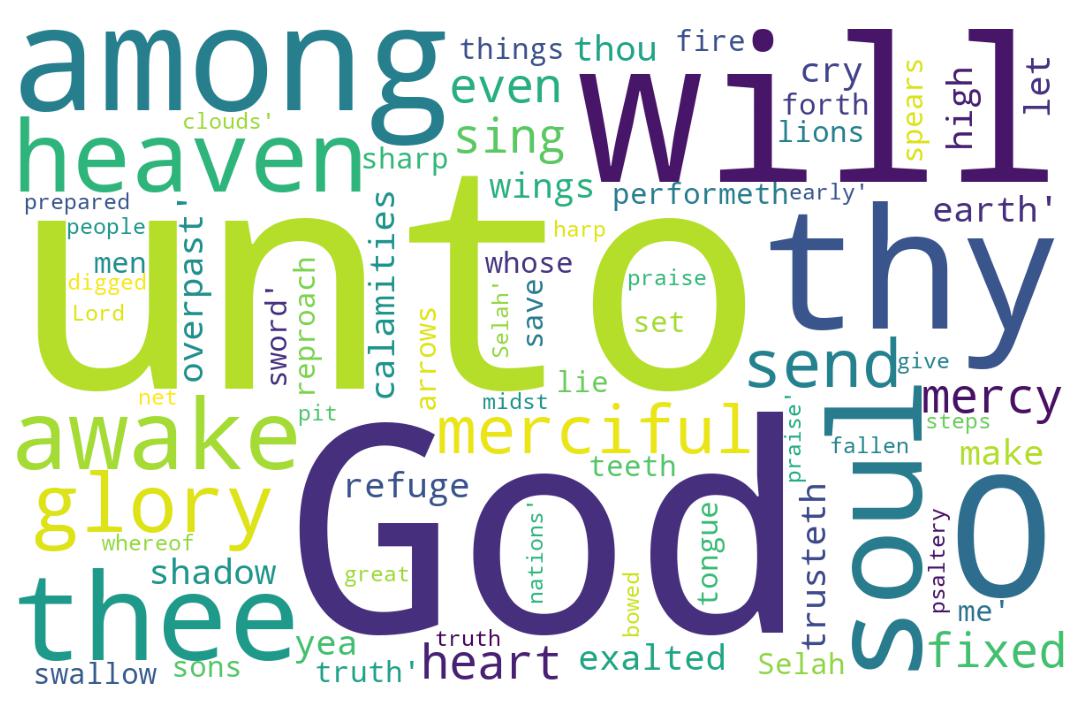 among
things
thou
fire
will
even
cry
forth
lions
spears
high
let
clouds'
heaven
sharp
sing
wings
performeth
early'
earth'
prepared
people
men
digged
Lord
overpast'
sword'
reproach
calamities
unto
harp
whose
praise
set
Selah'
save
arrows
thy
send
give
net
pit
midst
lie
mercy
steps
awake
merciful
teeth
praise'
fallen
make
soul
glory
whereof
refuge
God
great
nations'
bowed
tongue
trusteth
psaltery
O
me'
thee
shadow
swallow
sons
yea
truth
truth'
heart
exalted
Selah
fixed